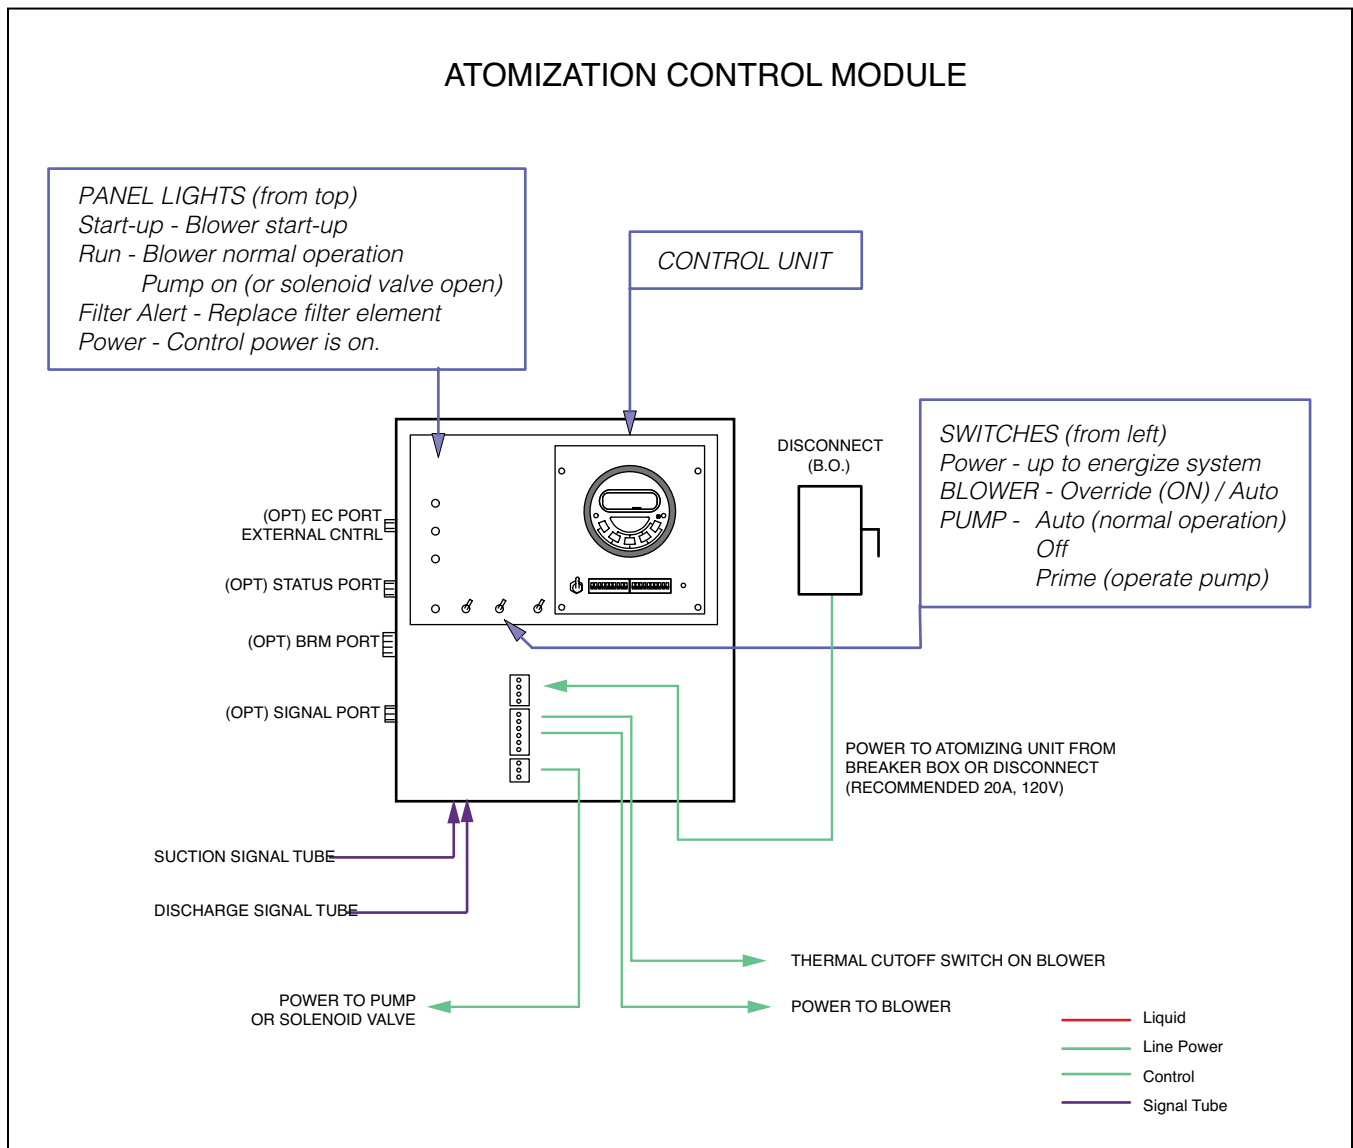 ATOMIZATION CONTROL MODULE
PANEL LIGHTS (from top)
Start-up - Blower start-up
Run - Blower normal operation
Pump on (or solenoid valve open)
Filter Alert - Replace filter element
Power - Control power is on.
CONTROL UNIT
SWITCHES (from left)
Power - up to energize system
BLOWER - Override (ON) / Auto
PUMP - Auto (normal operation)
Off
Prime (operate pump)
DISCONNECT
(B.O.)
(OPT) EC PORT
EXTERNAL CNTRL
(OPT) STATUS PORT
(OPT) BRM PORT
(OPT) SIGNAL PORT
POWER TO ATOMIZING UNIT FROM
BREAKER BOX OR DISCONNECT
(RECOMMENDED 20A, 120V)
SUCTION SIGNAL TUBE
DISCHARGE SIGNAL TUBE
THERMAL CUTOFF SWITCH ON BLOWER
POWER TO PUMP
OR SOLENOID VALVE
POWER TO BLOWER
Liquid
Line Power
Control
Signal Tube